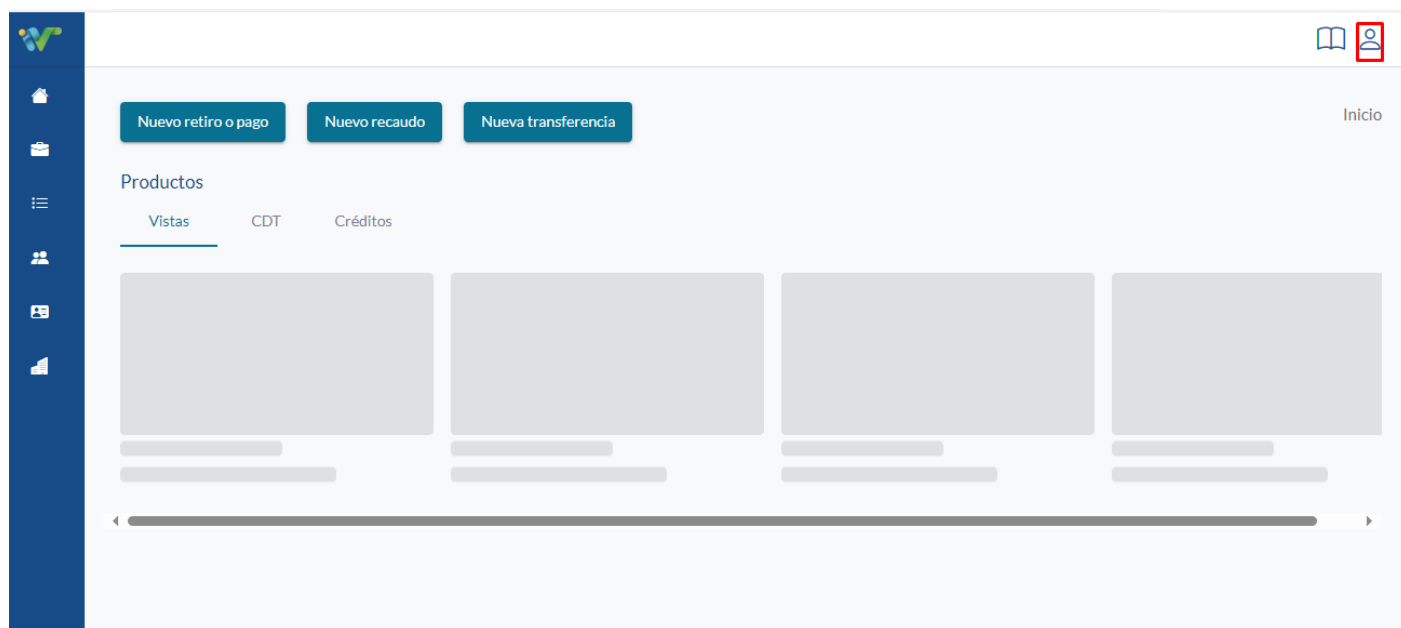 Nuevo retiro o pago Nuevo recaudo Nueva transferencia Inicio
Productos
Vistas CDT Créditos